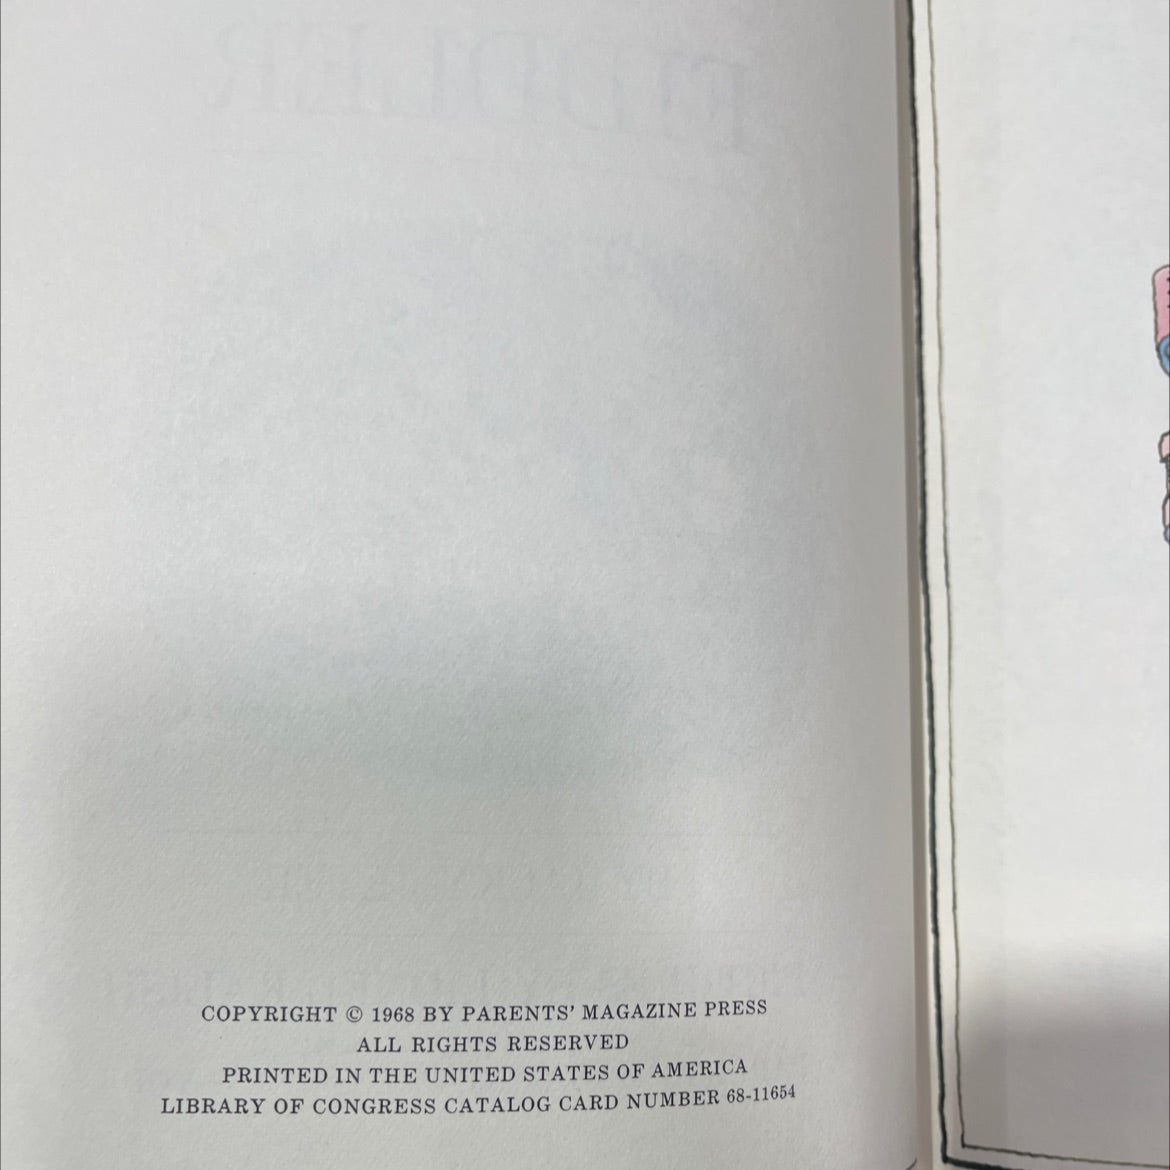 FIDDLER
COPYRIGHT © 1968 BY PARENTS' MAGAZINE PRESS
ALL RIGHTS RESERVED
PRINTED IN THE UNITED STATES OF AMERICA
LIBRARY OF CONGRESS CATALOG CARD NUMBER 68-11654